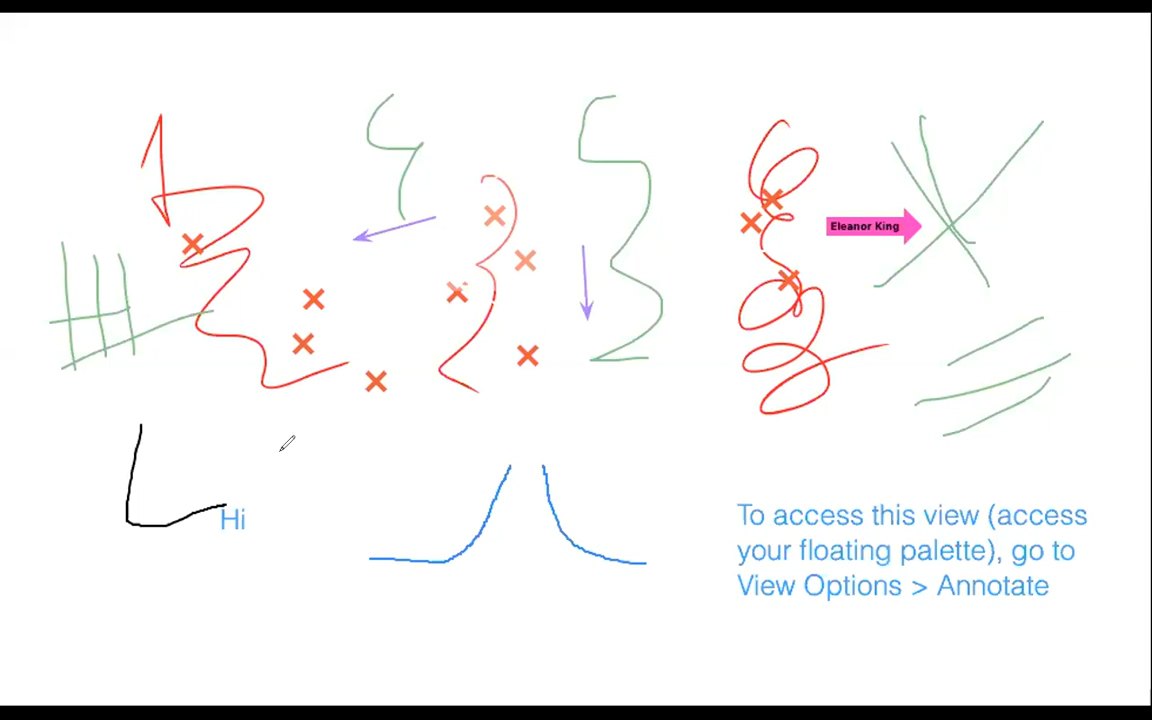 Eleanor King
Hi
To access this view (access
your floating palette), go to
View Options > Annotate